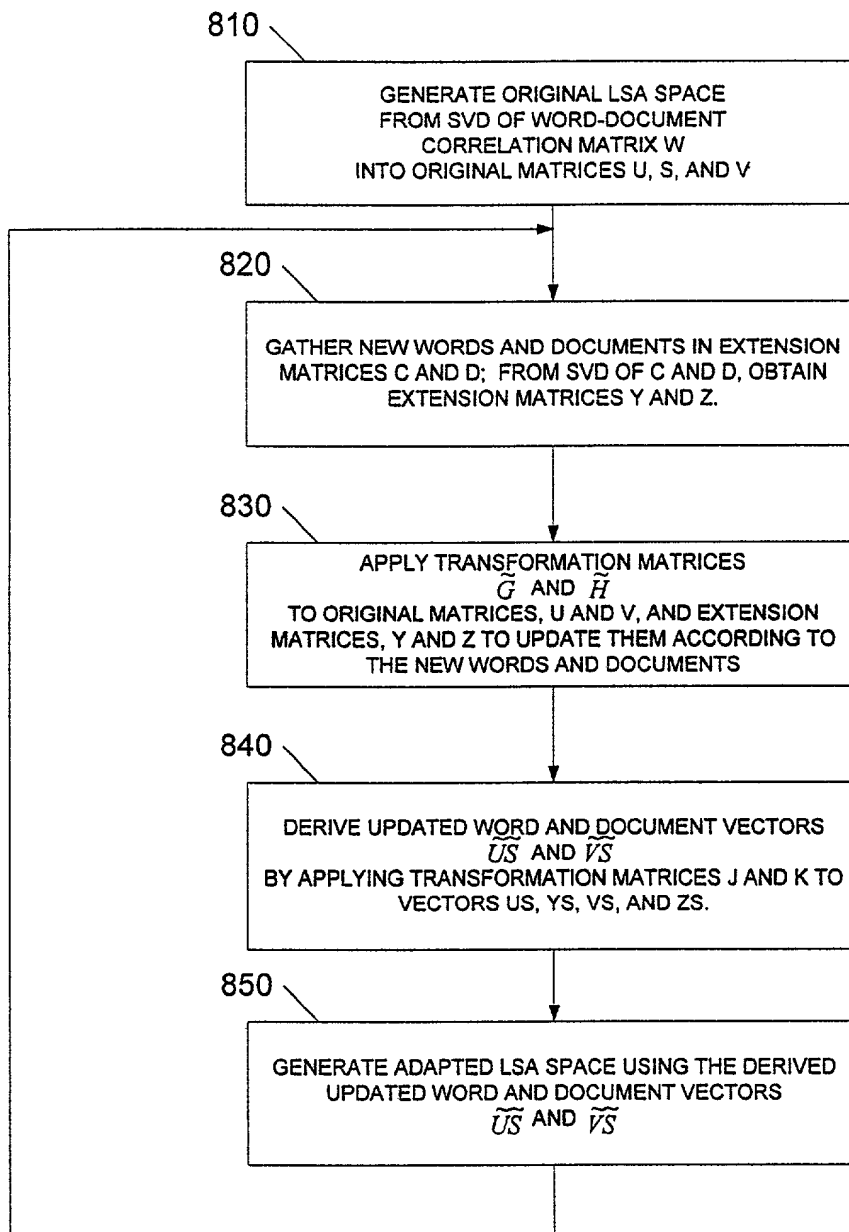 810
GENERATE ORIGINAL LSA SPACE
FROM SVD OF WORD-DOCUMENT
CORRELATION MATRIX W
INTO ORIGINAL MATRICES U, S, AND V
820
GATHER NEW WORDS AND DOCUMENTS IN EXTENSION
MATRICES C AND D; FROM SVD OF C AND D, OBTAIN
EXTENSION MATRICES Y AND Z.
830
APPLY TRANSFORMATION MATRICES
G̃ AND H̃
TO ORIGINAL MATRICES, U AND V, AND EXTENSION
MATRICES, Y AND Z TO UPDATE THEM ACCORDING TO
THE NEW WORDS AND DOCUMENTS
840
DERIVE UPDATED WORD AND DOCUMENT VECTORS
U͠S AND V͠S
BY APPLYING TRANSFORMATION MATRICES J AND K TO
VECTORS US, YS, VS, AND ZS.
850
GENERATE ADAPTED LSA SPACE USING THE DERIVED
UPDATED WORD AND DOCUMENT VECTORS
U͠S AND V͠S